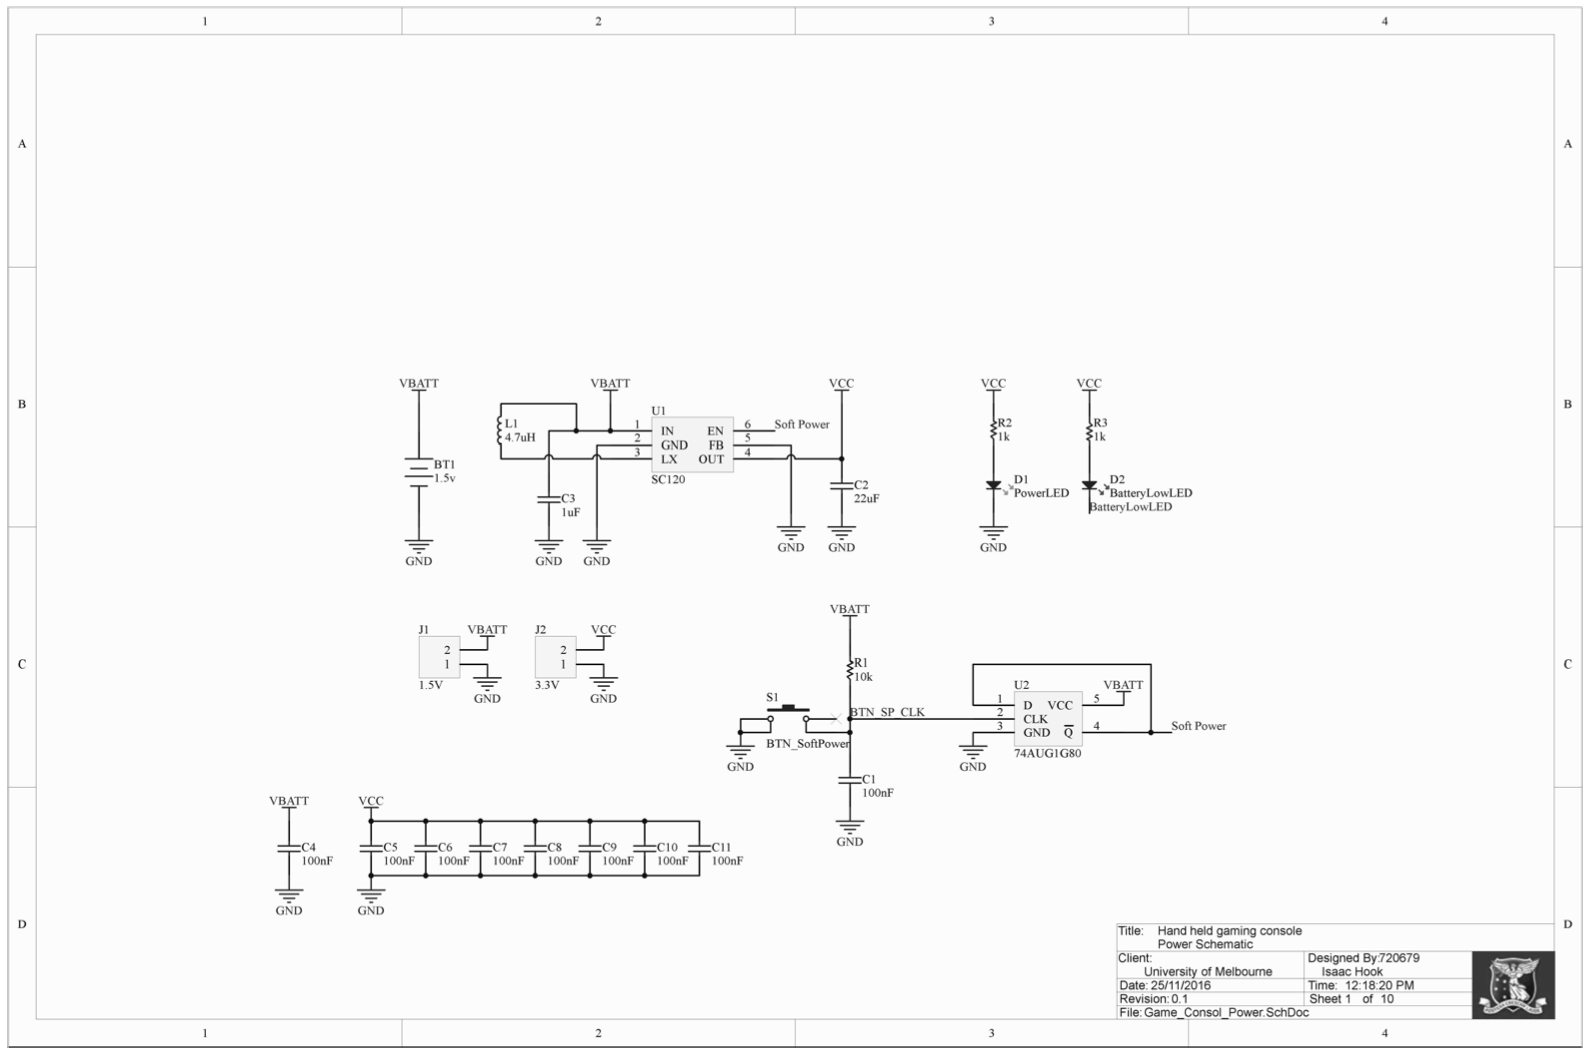 1 2 3 4
A A
VBATT VBATT VCC VCC VCC
B B
L1
4.7uH
U1
1 IN EN 6 Soft Power
2 GND FB 5
3 LX OUT 4
SC120
R2
1k
R3
1k
BT1
1.5v
C3
1uF
C2
22uF
D1
PowerLED
D2
BatteryLowLED
BatteryLowLED
GND GND GND GND GND GND
VBATT
J1 VBATT J2 VCC
2 2
1 1
1.5V GND 3.3V GND
C C
R1
10k
S1
BTN_SP_CLK
BTN_SoftPower
GND
U2
VBATT
1 D VCC 5
2 CLK
3 GND Q 4 Soft Power
74AUG1G80
GND
C1
100nF
GND
VBATT VCC
C4 C5 C6 C7 C8 C9 C10 C11
100nF 100nF 100nF 100nF 100nF 100nF 100nF 100nF
GND GND
D D
Title: Hand held gaming console
Power Schematic
Client: Designed By:720679
University of Melbourne Isaac Hook
Date: 25/11/2016 Time: 12:18:20 PM
Revision: 0.1 Sheet 1 of 10
File: Game_Consol_Power.SchDoc
1 2 3 4